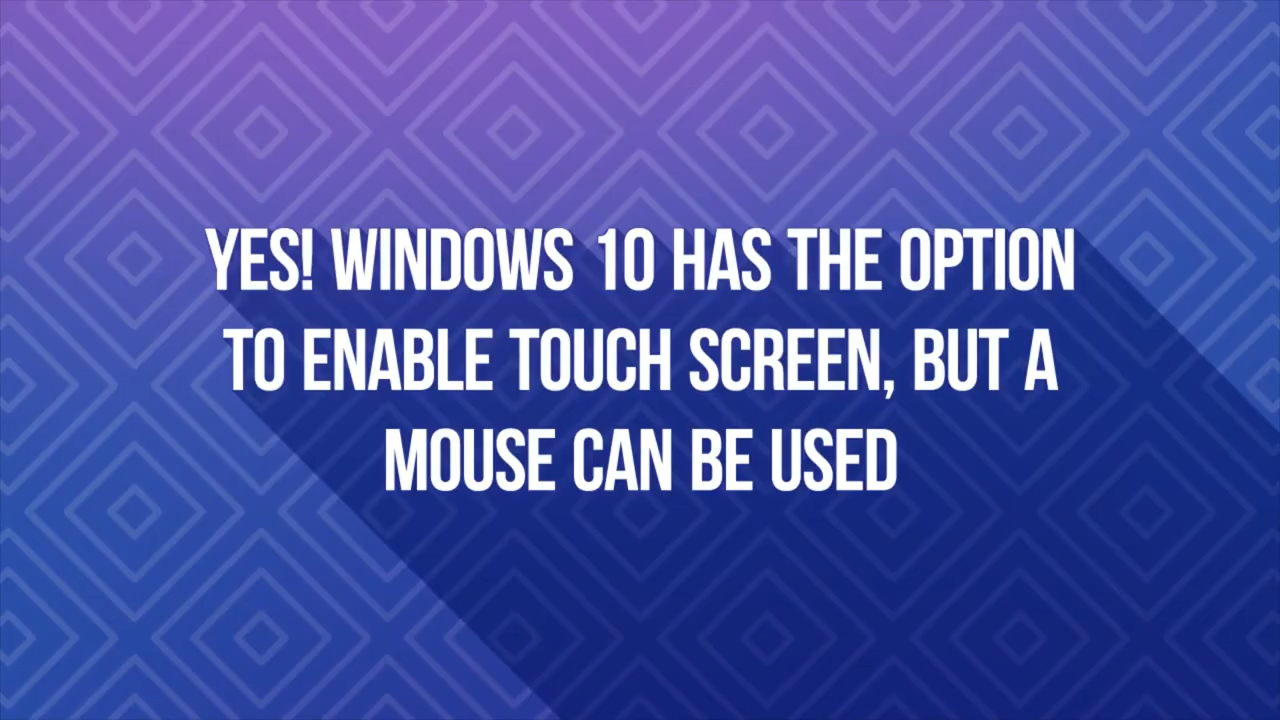 YES! WINDOWS 10 HAS THE OPTION
TO ENABLE TOUCH SCREEN, BUT A
MOUSE CAN BE USED